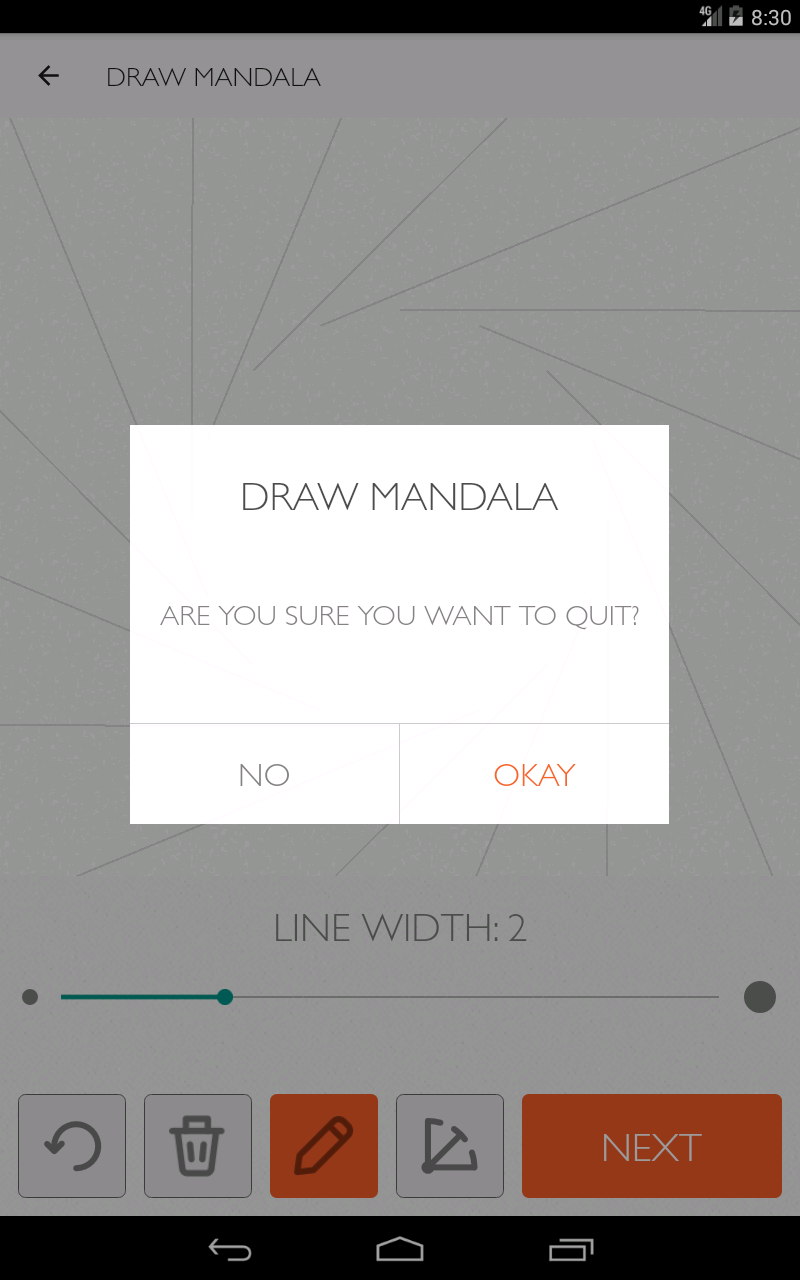 4G 8:30
DRAW MANDALA
DRAW MANDALA
ARE YOU SURE YOU WANT TO QUIT?
NO OKAY
LINE WIDTH: 2
NEXT